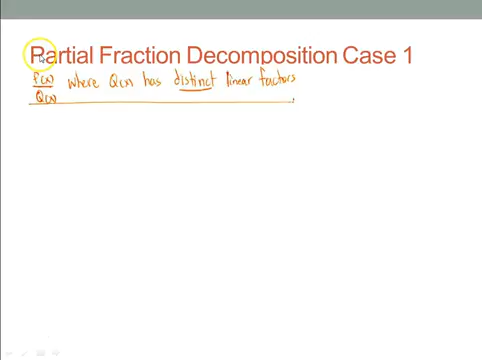 Partial Fraction Decomposition Case 1
P(x) where Q(x) has distinct linear factors
Q(x)